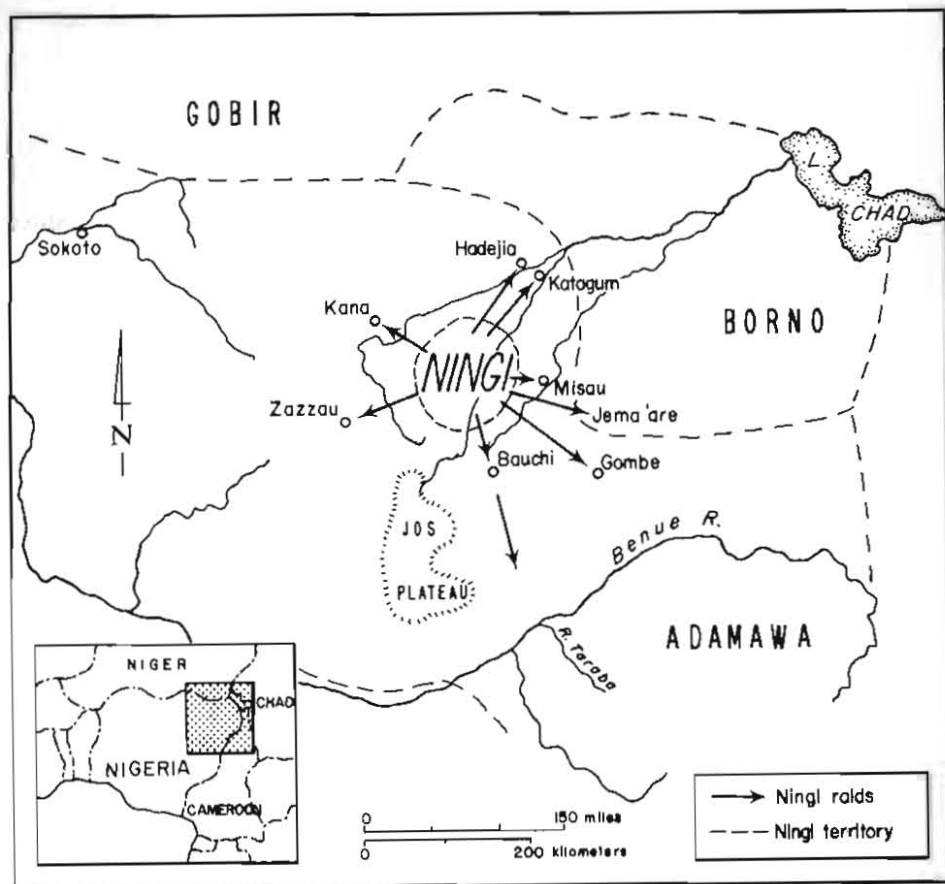 GOBIR
L.
CHAD
Sokoto
Hadejia
Katagum
Kana
BORNO
NINGI
Misau
Zazzau
Jema'are
Bauchi
Gombe
N
JOS
PLATEAU
Benue R.
ADAMAWA
R. Taraba
NIGER
CHAD
NIGERIA
CAMEROON
0 150 miles
0 200 kilometers
Ningi raids
Ningi territory